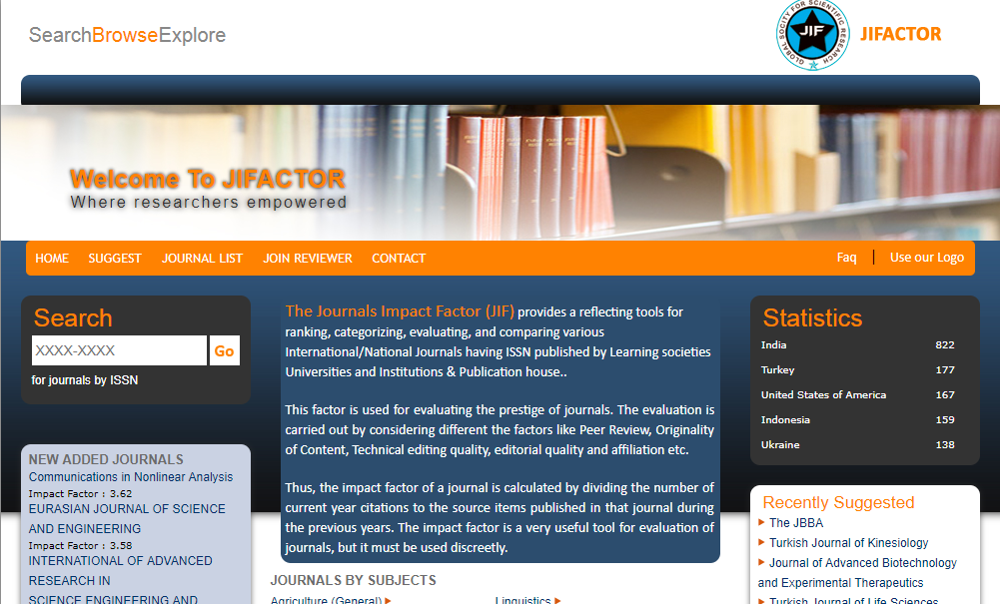 SearchBrowseExplore
GLOBAL SOCITY FOR SCIENTIFIC RESEARCH
JIF
JIFACTOR
Welcome To JIFACTOR
Where researchers empowered
HOME
SUGGEST
JOURNAL LIST
JOIN REVIEWER
CONTACT
Faq
Use our Logo
Search
XXXX-XXXX
Go
for journals by ISSN
NEW ADDED JOURNALS
Communications in Nonlinear Analysis
Impact Factor : 3.62
EURASIAN JOURNAL OF SCIENCE
AND ENGINEERING
Impact Factor : 3.58
INTERNATIONAL OF ADVANCED
RESEARCH IN
SCIENCE ENGINEERING AND
The Journals Impact Factor (JIF) provides a reflecting tools for
ranking, categorizing, evaluating, and comparing various
International/National Journals having ISSN published by Learning societies
Universities and Institutions & Publication house..
This factor is used for evaluating the prestige of journals. The evaluation is
carried out by considering different the factors like Peer Review, Originality
of Content, Technical editing quality, editorial quality and affiliation etc.
Thus, the impact factor of a journal is calculated by dividing the number of
current year citations to the source items published in that journal during
the previous years. The impact factor is a very useful tool for evaluation of
journals, but it must be used discreetly.
JOURNALS BY SUBJECTS
Agriculture (General)
Linguistics
Statistics
India 822
Turkey 177
United States of America 167
Indonesia 159
Ukraine 138
Recently Suggested
The JBBA
Turkish Journal of Kinesiology
Journal of Advanced Biotechnology
and Experimental Therapeutics
Turkish Journal of Life Sciences